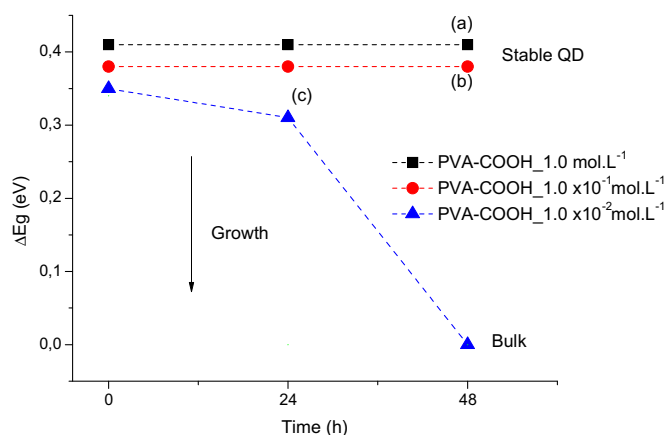 (a)
0,4
Stable QD
(b)
(c)
0,3
PVA-COOH_1.0 mol.L⁻¹
PVA-COOH_1.0 x10⁻¹mol.L⁻¹
PVA-COOH_1.0 x10⁻²mol.L⁻¹
ΔEg (eV)
0,2
Growth
0,1
0,0
Bulk
0
24
48
Time (h)